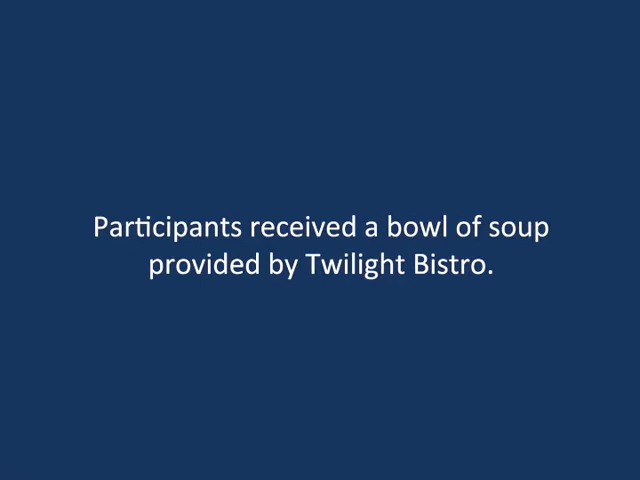 Participants received a bowl of soup
provided by Twilight Bistro.